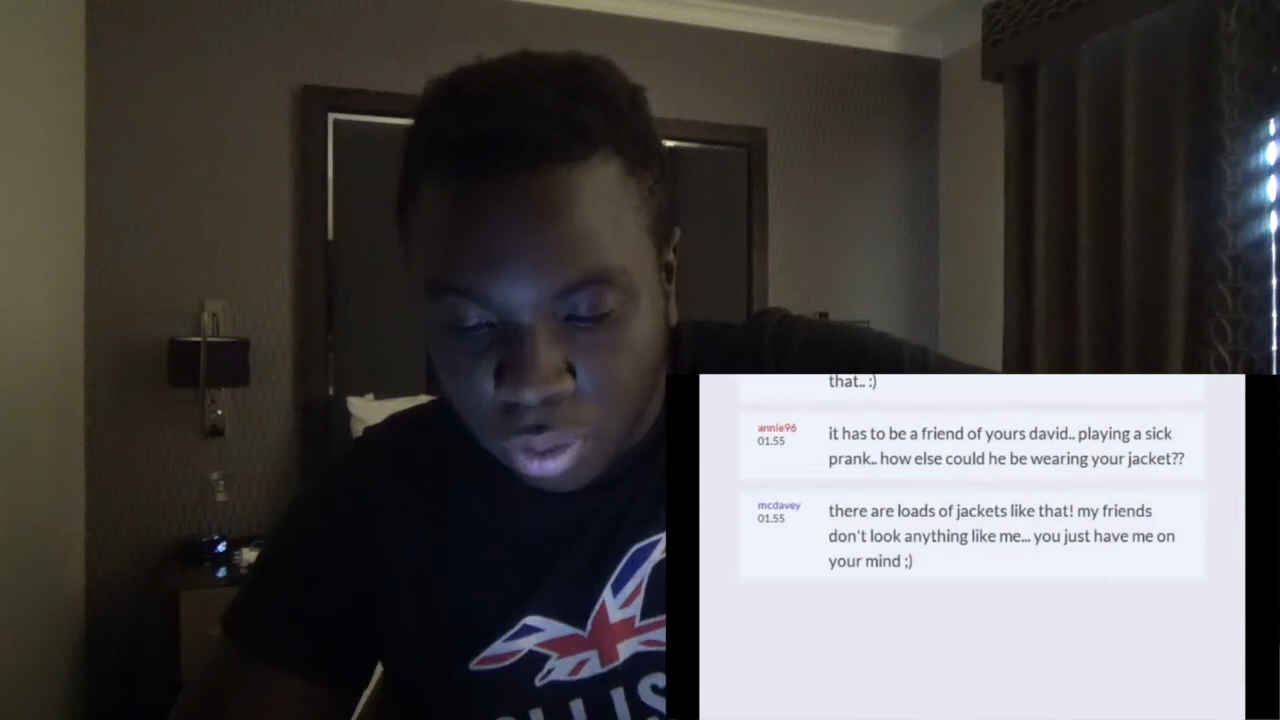 that.. :)
annie96
01.55
it has to be a friend of yours david.. playing a sick
prank.. how else could he be wearing your jacket??
mcdavey
01.55
there are loads of jackets like that! my friends
don't look anything like me... you just have me on
your mind ;)